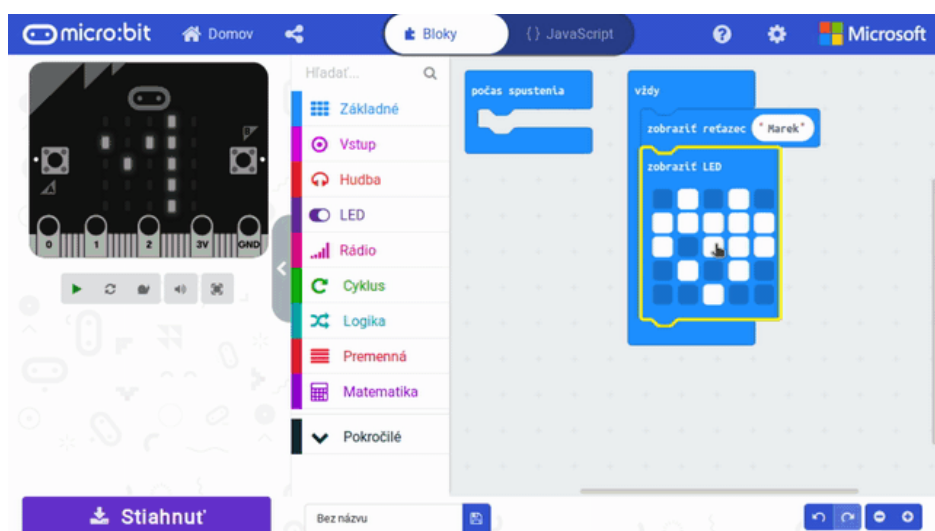 micro:bit
Domov
Bloky
{} JavaScript
Microsoft
Hľadať...
Základné
Vstup
Hudba
LED
Rádio
Cyklus
Logika
Premenná
Matematika
Pokročilé
počas spustenia
vždy
zobraziť reťazec "Marek"
zobraziť LED
A
B
0 1 2 3V GND
Stiahnuť
Bez názvu